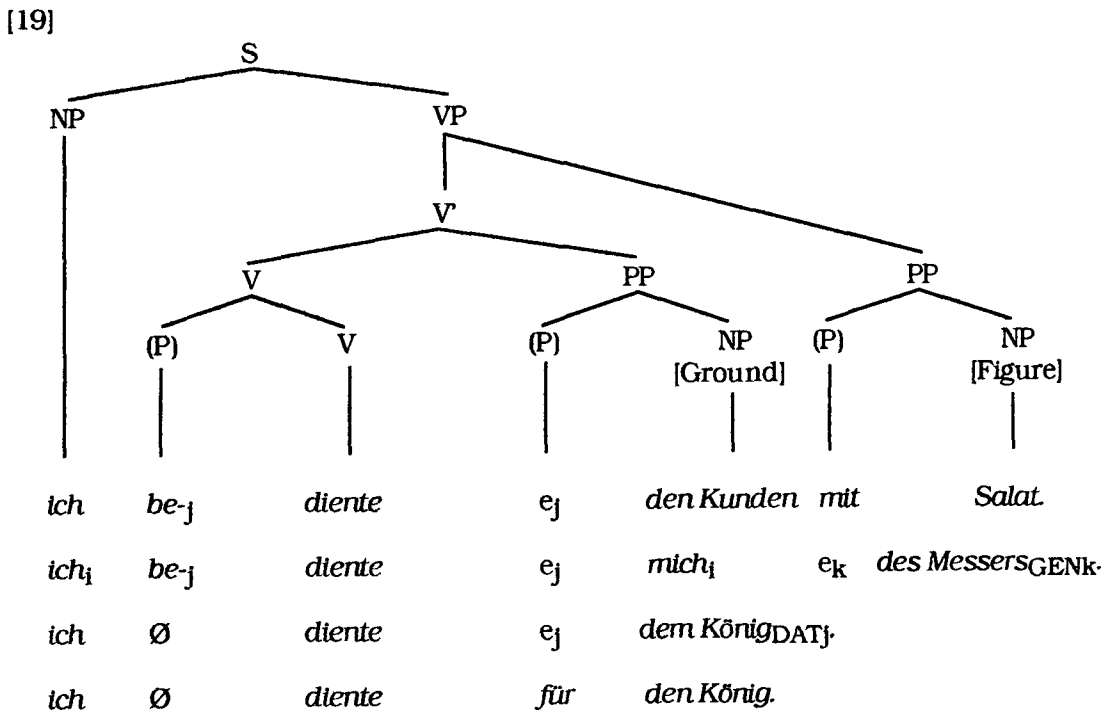 [19]
S
NP VP
V'
V PP PP
(P) V (P) NP (P) NP
[Ground] [Figure]
ich be-j diente ej den Kunden mit Salat.
ichi be-j diente ej michi ek des MessersGENk.
ich Ø diente ej dem KönigDATj.
ich Ø diente für den König.